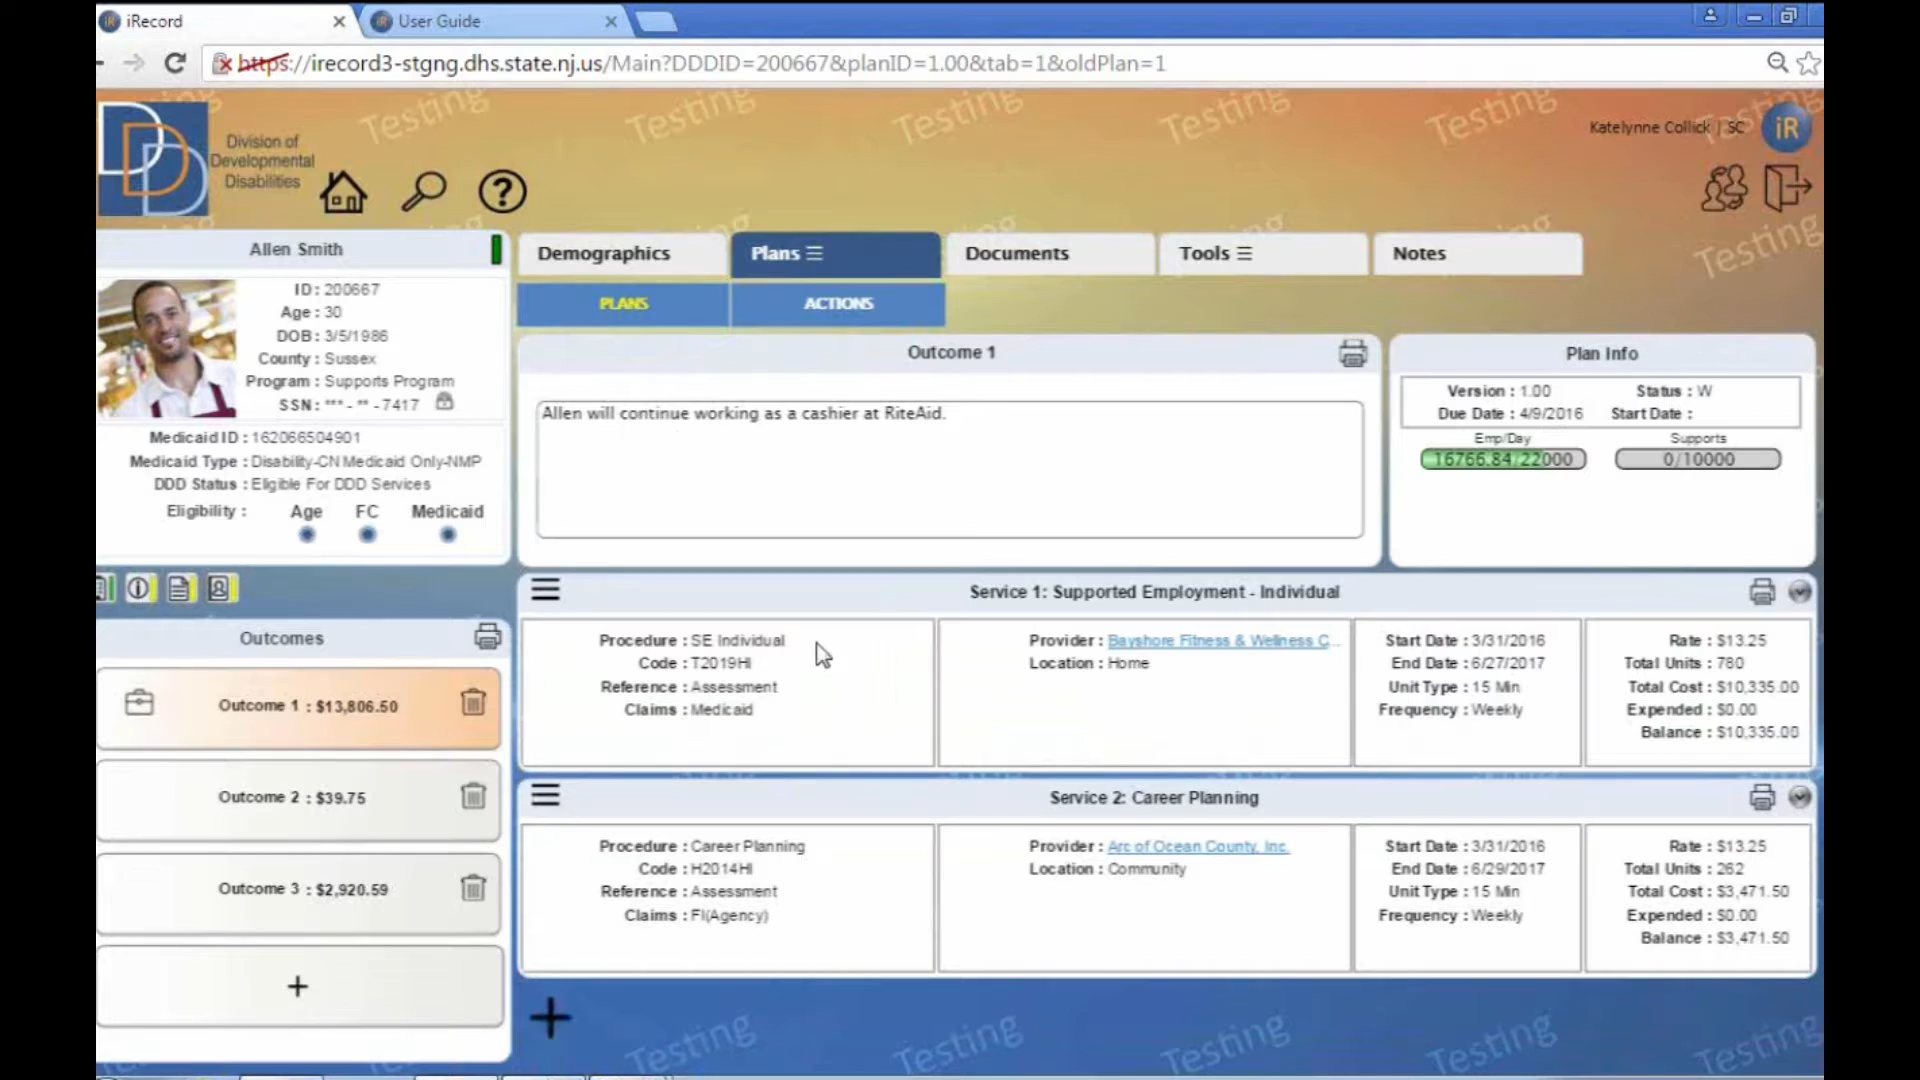 iRecord
User Guide
https://irecord3-stgng.dhs.state.nj.us/Main?DDDID=200667&planID=1.00&tab=1&oldPlan=1
Testing Testing Testing Testing Testing
Division of
Developmental
Disabilities
Katelynne Collick | SC
iR
Testing
Allen Smith
ID : 200667
Age : 30
DOB : 3/5/1986
County : Sussex
Program : Supports Program
SSN : *** - ** -7417
Medicaid ID : 162066504901
Medicaid Type : Disability-CN Medicaid Only-NMP
DDD Status : Eligible For DDD Services
Eligibility : Age FC Medicaid
Demographics
Plans
Documents
Tools
Notes
PLANS
ACTIONS
Outcome 1
Allen will continue working as a cashier at RiteAid.
Plan Info
Version : 1.00 Status : W
Due Date : 4/9/2016 Start Date :
Emp/Day Supports
16766.84/22000 0/10000
Outcomes
Outcome 1 : $13,806.50
Outcome 2 : $39.75
Outcome 3 : $2,920.59
+
Service 1: Supported Employment - Individual
Procedure : SE Individual
Code : T2019HI
Reference : Assessment
Claims : Medicaid
Provider : Bayshore Fitness & Wellness C...
Location : Home
Start Date : 3/31/2016
End Date : 6/27/2017
Unit Type : 15 Min
Frequency : Weekly
Rate : $13.25
Total Units : 780
Total Cost : $10,335.00
Expended : $0.00
Balance : $10,335.00
Service 2: Career Planning
Procedure : Career Planning
Code : H2014HI
Reference : Assessment
Claims : FI(Agency)
Provider : Arc of Ocean County, Inc.
Location : Community
Start Date : 3/31/2016
End Date : 6/29/2017
Unit Type : 15 Min
Frequency : Weekly
Rate : $13.25
Total Units : 262
Total Cost : $3,471.50
Expended : $0.00
Balance : $3,471.50
+
Testing Testing Testing Testing Testing